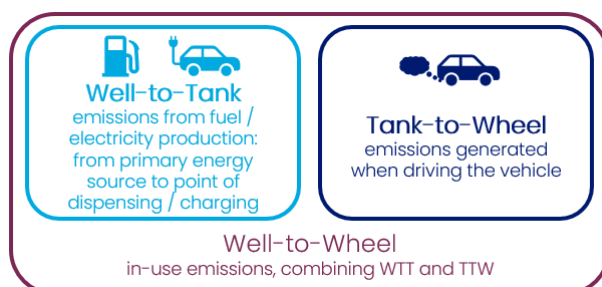 Well-to-Tank
emissions from fuel /
electricity production:
from primary energy
source to point of
dispensing / charging
Tank-to-Wheel
emissions generated
when driving the vehicle
Well-to-Wheel
in-use emissions, combining WTT and TTW